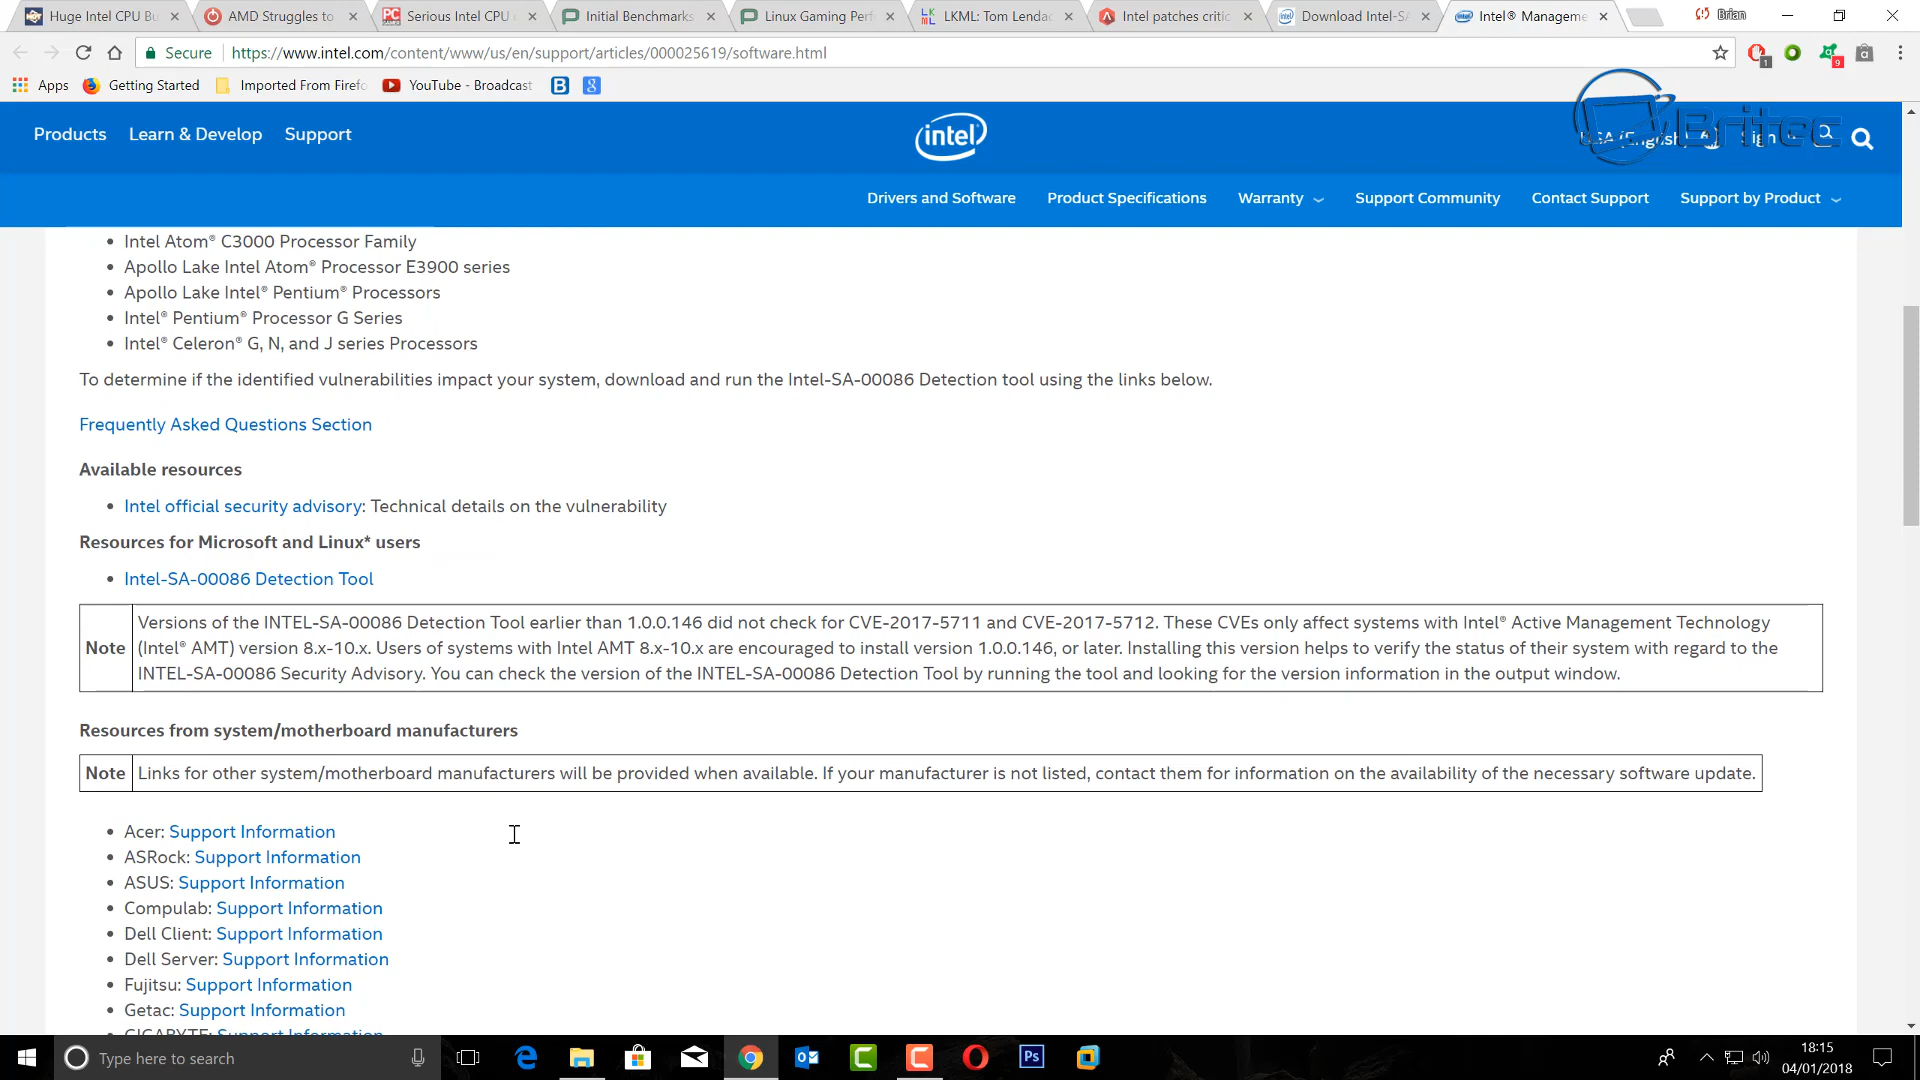 Huge Intel CPU Bu
AMD Struggles to
Serious Intel CPU
Initial Benchmarks
Linux Gaming Perf
LKML: Tom Lendac
Intel patches critic
Download Intel-SA
Intel® Manageme
Brian
Secure
https://www.intel.com/content/www/us/en/support/articles/000025619/software.html
Apps
Getting Started
Imported From Firefo
YouTube - Broadcast
Products
Learn & Develop
Support
intel
USA (English)
Sign
Britec
Drivers and Software
Product Specifications
Warranty
Support Community
Contact Support
Support by Product
• Intel Atom® C3000 Processor Family
• Apollo Lake Intel Atom® Processor E3900 series
• Apollo Lake Intel® Pentium® Processors
• Intel® Pentium® Processor G Series
• Intel® Celeron® G, N, and J series Processors
To determine if the identified vulnerabilities impact your system, download and run the Intel-SA-00086 Detection tool using the links below.
Frequently Asked Questions Section
Available resources
• Intel official security advisory: Technical details on the vulnerability
Resources for Microsoft and Linux* users
• Intel-SA-00086 Detection Tool
Note
Versions of the INTEL-SA-00086 Detection Tool earlier than 1.0.0.146 did not check for CVE-2017-5711 and CVE-2017-5712. These CVEs only affect systems with Intel® Active Management Technology
(Intel® AMT) version 8.x-10.x. Users of systems with Intel AMT 8.x-10.x are encouraged to install version 1.0.0.146, or later. Installing this version helps to verify the status of their system with regard to the
INTEL-SA-00086 Security Advisory. You can check the version of the INTEL-SA-00086 Detection Tool by running the tool and looking for the version information in the output window.
Resources from system/motherboard manufacturers
Note
Links for other system/motherboard manufacturers will be provided when available. If your manufacturer is not listed, contact them for information on the availability of the necessary software update.
• Acer: Support Information
• ASRock: Support Information
• ASUS: Support Information
• Compulab: Support Information
• Dell Client: Support Information
• Dell Server: Support Information
• Fujitsu: Support Information
• Getac: Support Information
• GIGABYTE: Support Information
Type here to search
18:15
04/01/2018